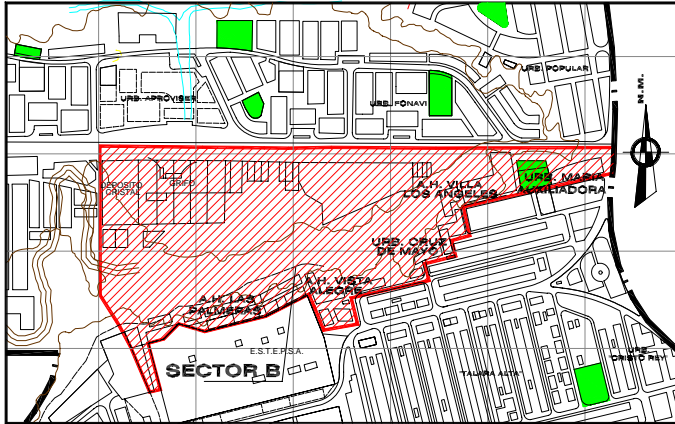 URB. POPULAR
URB. APROVISER
URB. FONAVI
N.M.
DEPOSITO
CRISTAL
GRIFO
A.H. VILLA
LOS ANGELES
URB. MARIA
AUXILIADORA
URB. CRUZ
DE MAYO
A.H. VISTA
ALEGRE
A.H. LAS
PALMERAS
E.S.T.E.P.S.A.
SECTOR B
"TALARA ALTA"
URB.
"CRISTO REY"